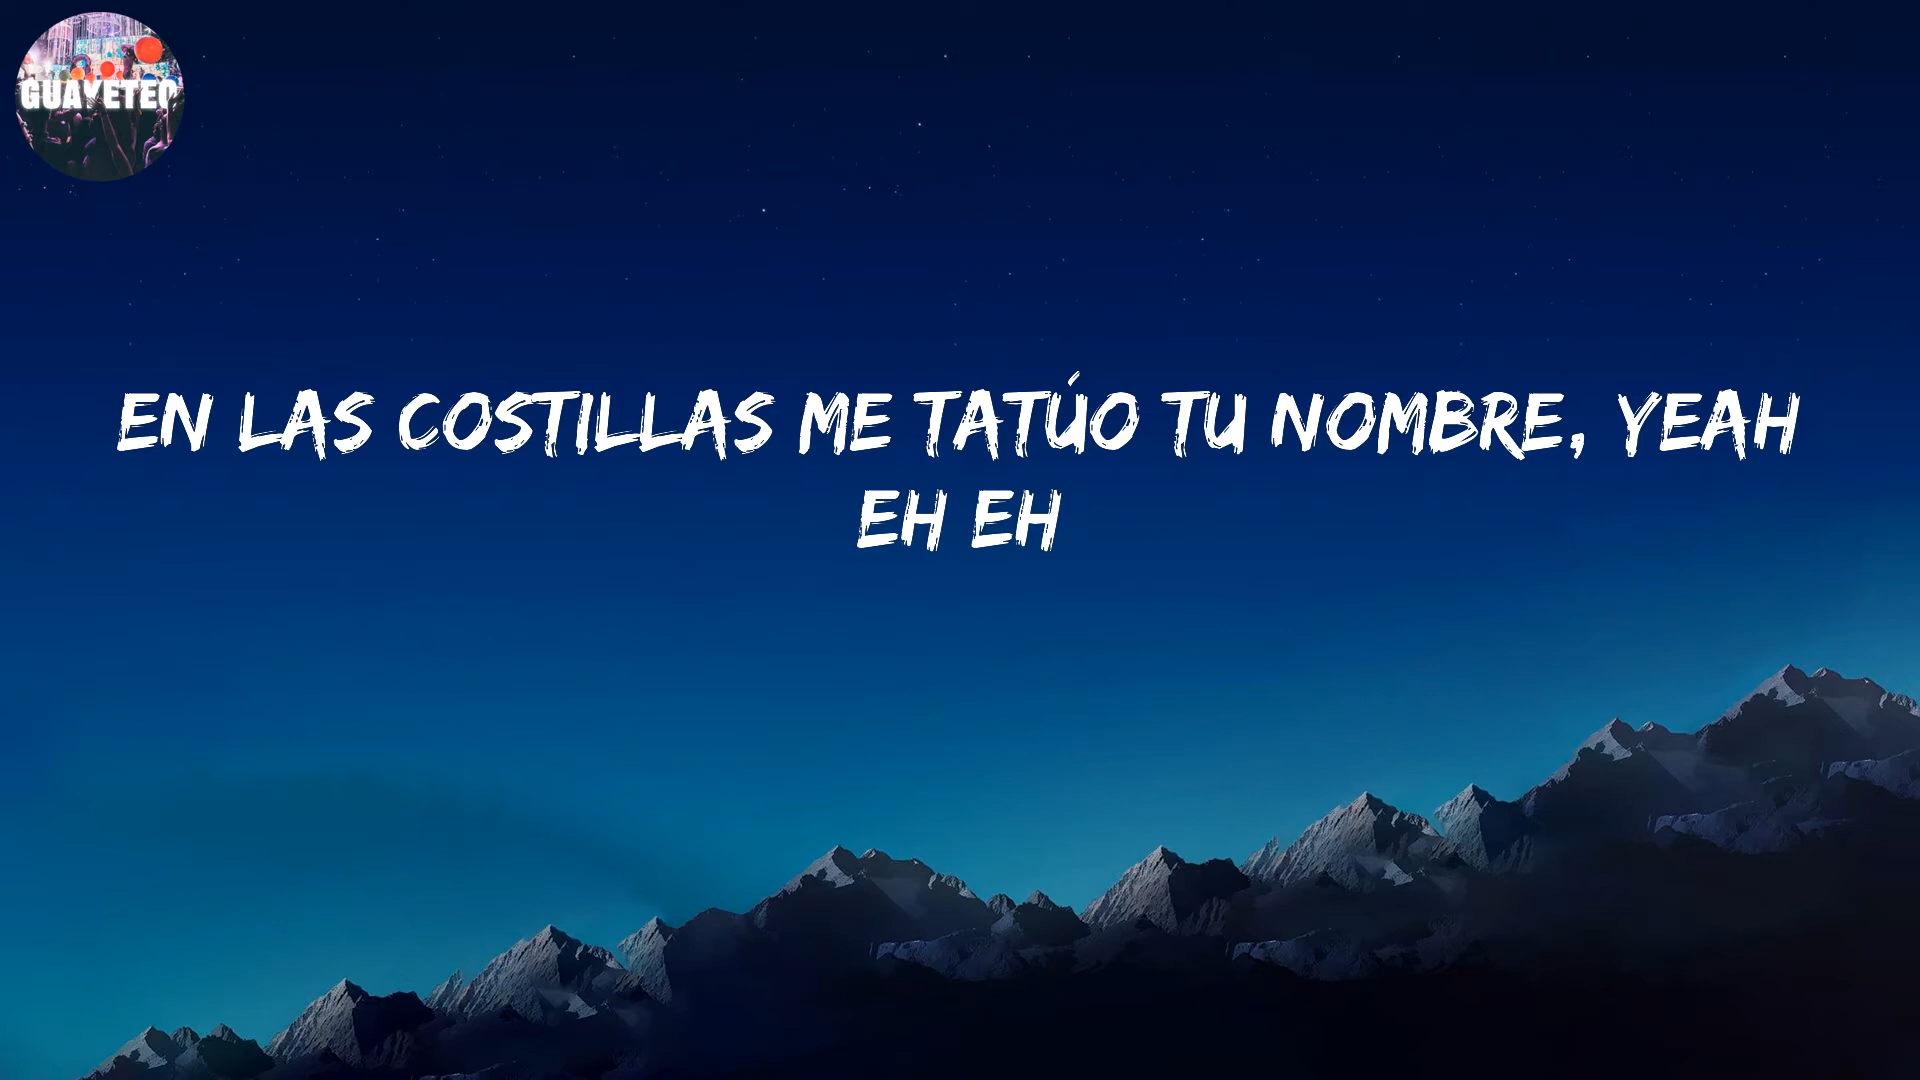 GUAYETEO
EN LAS COSTILLAS ME TATÚO TU NOMBRE, YEAH
EH EH